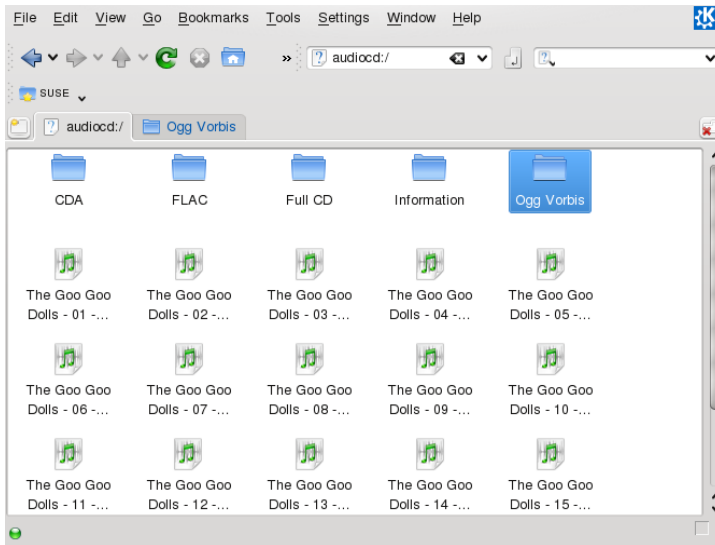 File Edit View Go Bookmarks Tools Settings Window Help
» audiocd:/
SUSE
audiocd:/ Ogg Vorbis
CDA FLAC Full CD Information Ogg Vorbis
The Goo Goo The Goo Goo The Goo Goo The Goo Goo The Goo Goo
Dolls - 01 -... Dolls - 02 -... Dolls - 03 -... Dolls - 04 -... Dolls - 05 -...
The Goo Goo The Goo Goo The Goo Goo The Goo Goo The Goo Goo
Dolls - 06 -... Dolls - 07 -... Dolls - 08 -... Dolls - 09 -... Dolls - 10 -...
The Goo Goo The Goo Goo The Goo Goo The Goo Goo The Goo Goo
Dolls - 11 -... Dolls - 12 -... Dolls - 13 -... Dolls - 14 -... Dolls - 15 -...